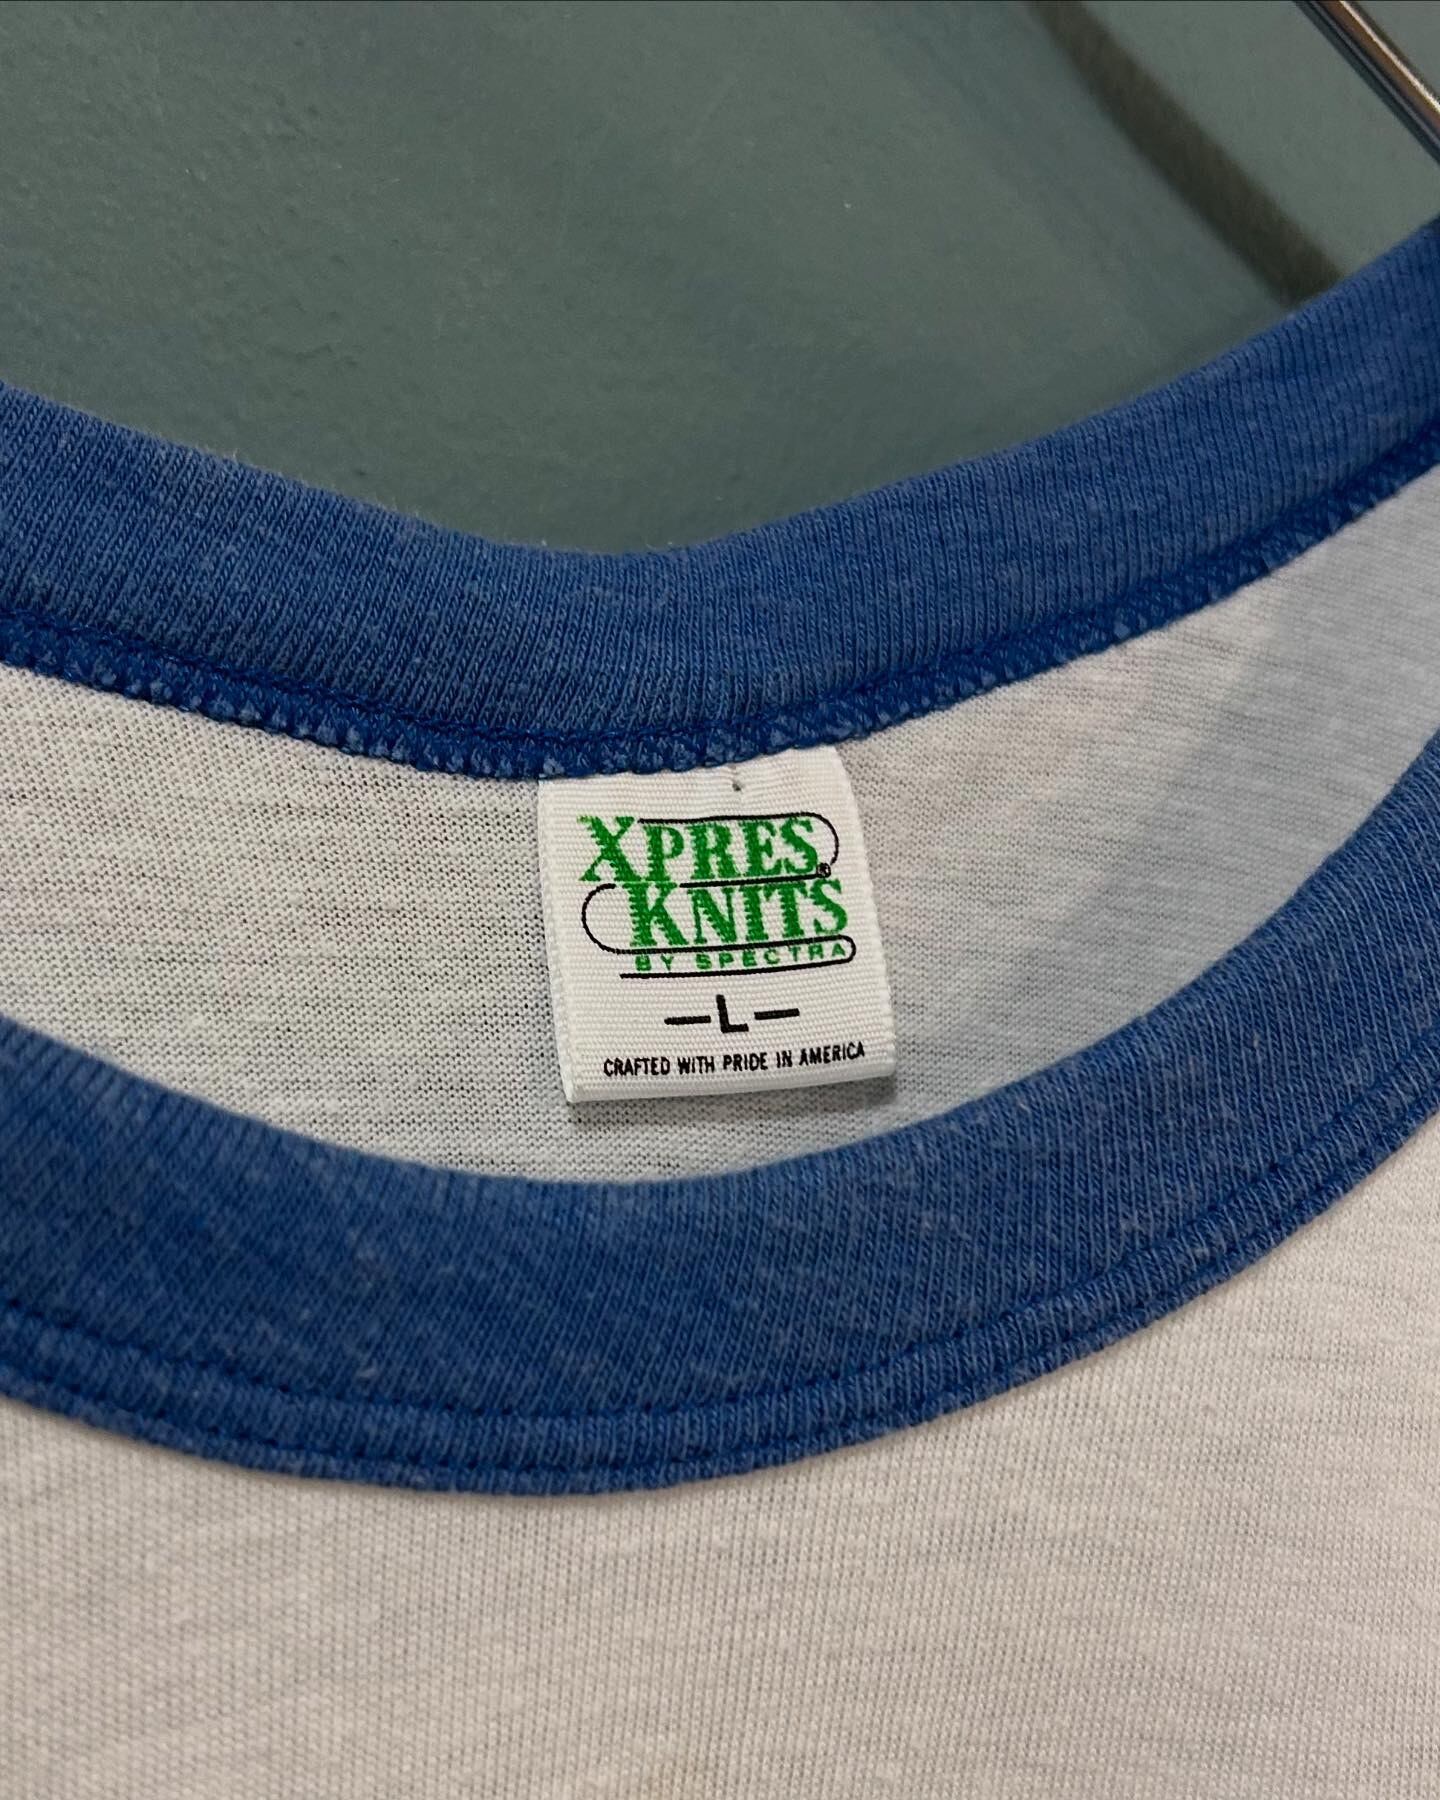 XPRES®
KNITS
BY SPECTRA
—L—
CRAFTED WITH PRIDE IN AMERICA